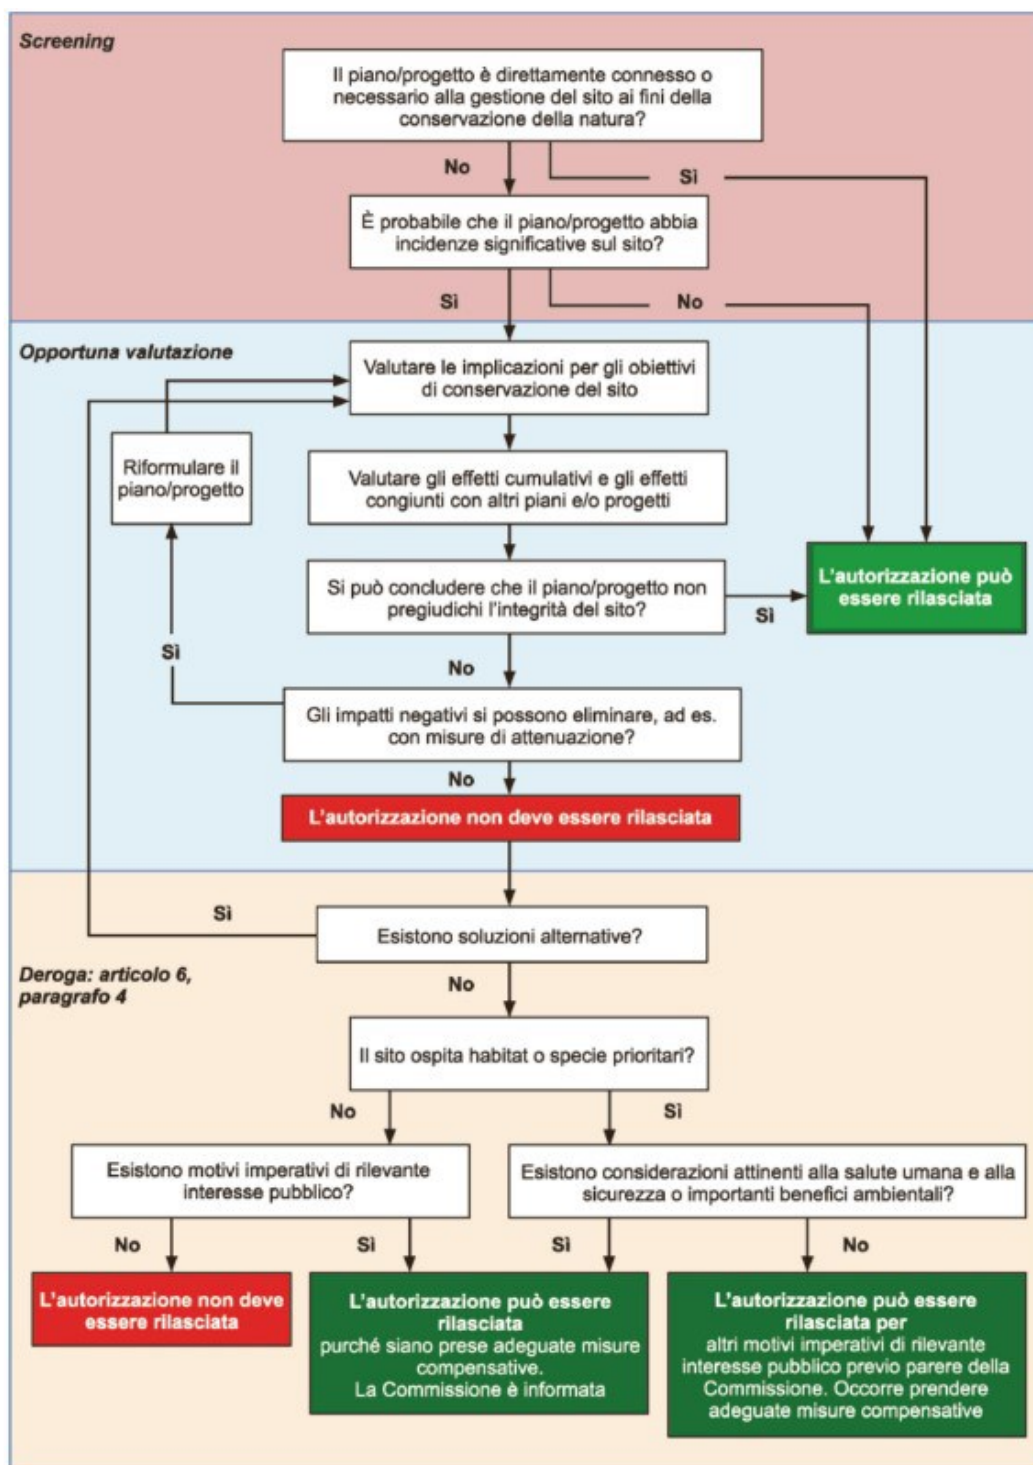 Screening
Il piano/progetto è direttamente connesso o
necessario alla gestione del sito ai fini della
conservazione della natura?
No
Sì
È probabile che il piano/progetto abbia
incidenze significative sul sito?
Sì
No
Opportuna valutazione
Valutare le implicazioni per gli obiettivi
di conservazione del sito
Riformulare il
piano/progetto
Valutare gli effetti cumulativi e gli effetti
congiunti con altri piani e/o progetti
Si può concludere che il piano/progetto non
pregiudichi l'integrità del sito?
Sì
L'autorizzazione può
essere rilasciata
Sì
No
Gli impatti negativi si possono eliminare, ad es.
con misure di attenuazione?
No
L'autorizzazione non deve essere rilasciata
Sì
Esistono soluzioni alternative?
Deroga: articolo 6,
paragrafo 4
No
Il sito ospita habitat o specie prioritari?
No
Sì
Esistono motivi imperativi di rilevante
interesse pubblico?
Esistono considerazioni attinenti alla salute umana e alla
sicurezza o importanti benefici ambientali?
No
Sì
Sì
No
L'autorizzazione non deve
essere rilasciata
L'autorizzazione può essere
rilasciata
purché siano prese adeguate misure
compensative.
La Commissione è informata
L'autorizzazione può essere
rilasciata per
altri motivi imperativi di rilevante
interesse pubblico previo parere della
Commissione. Occorre prendere
adeguate misure compensative